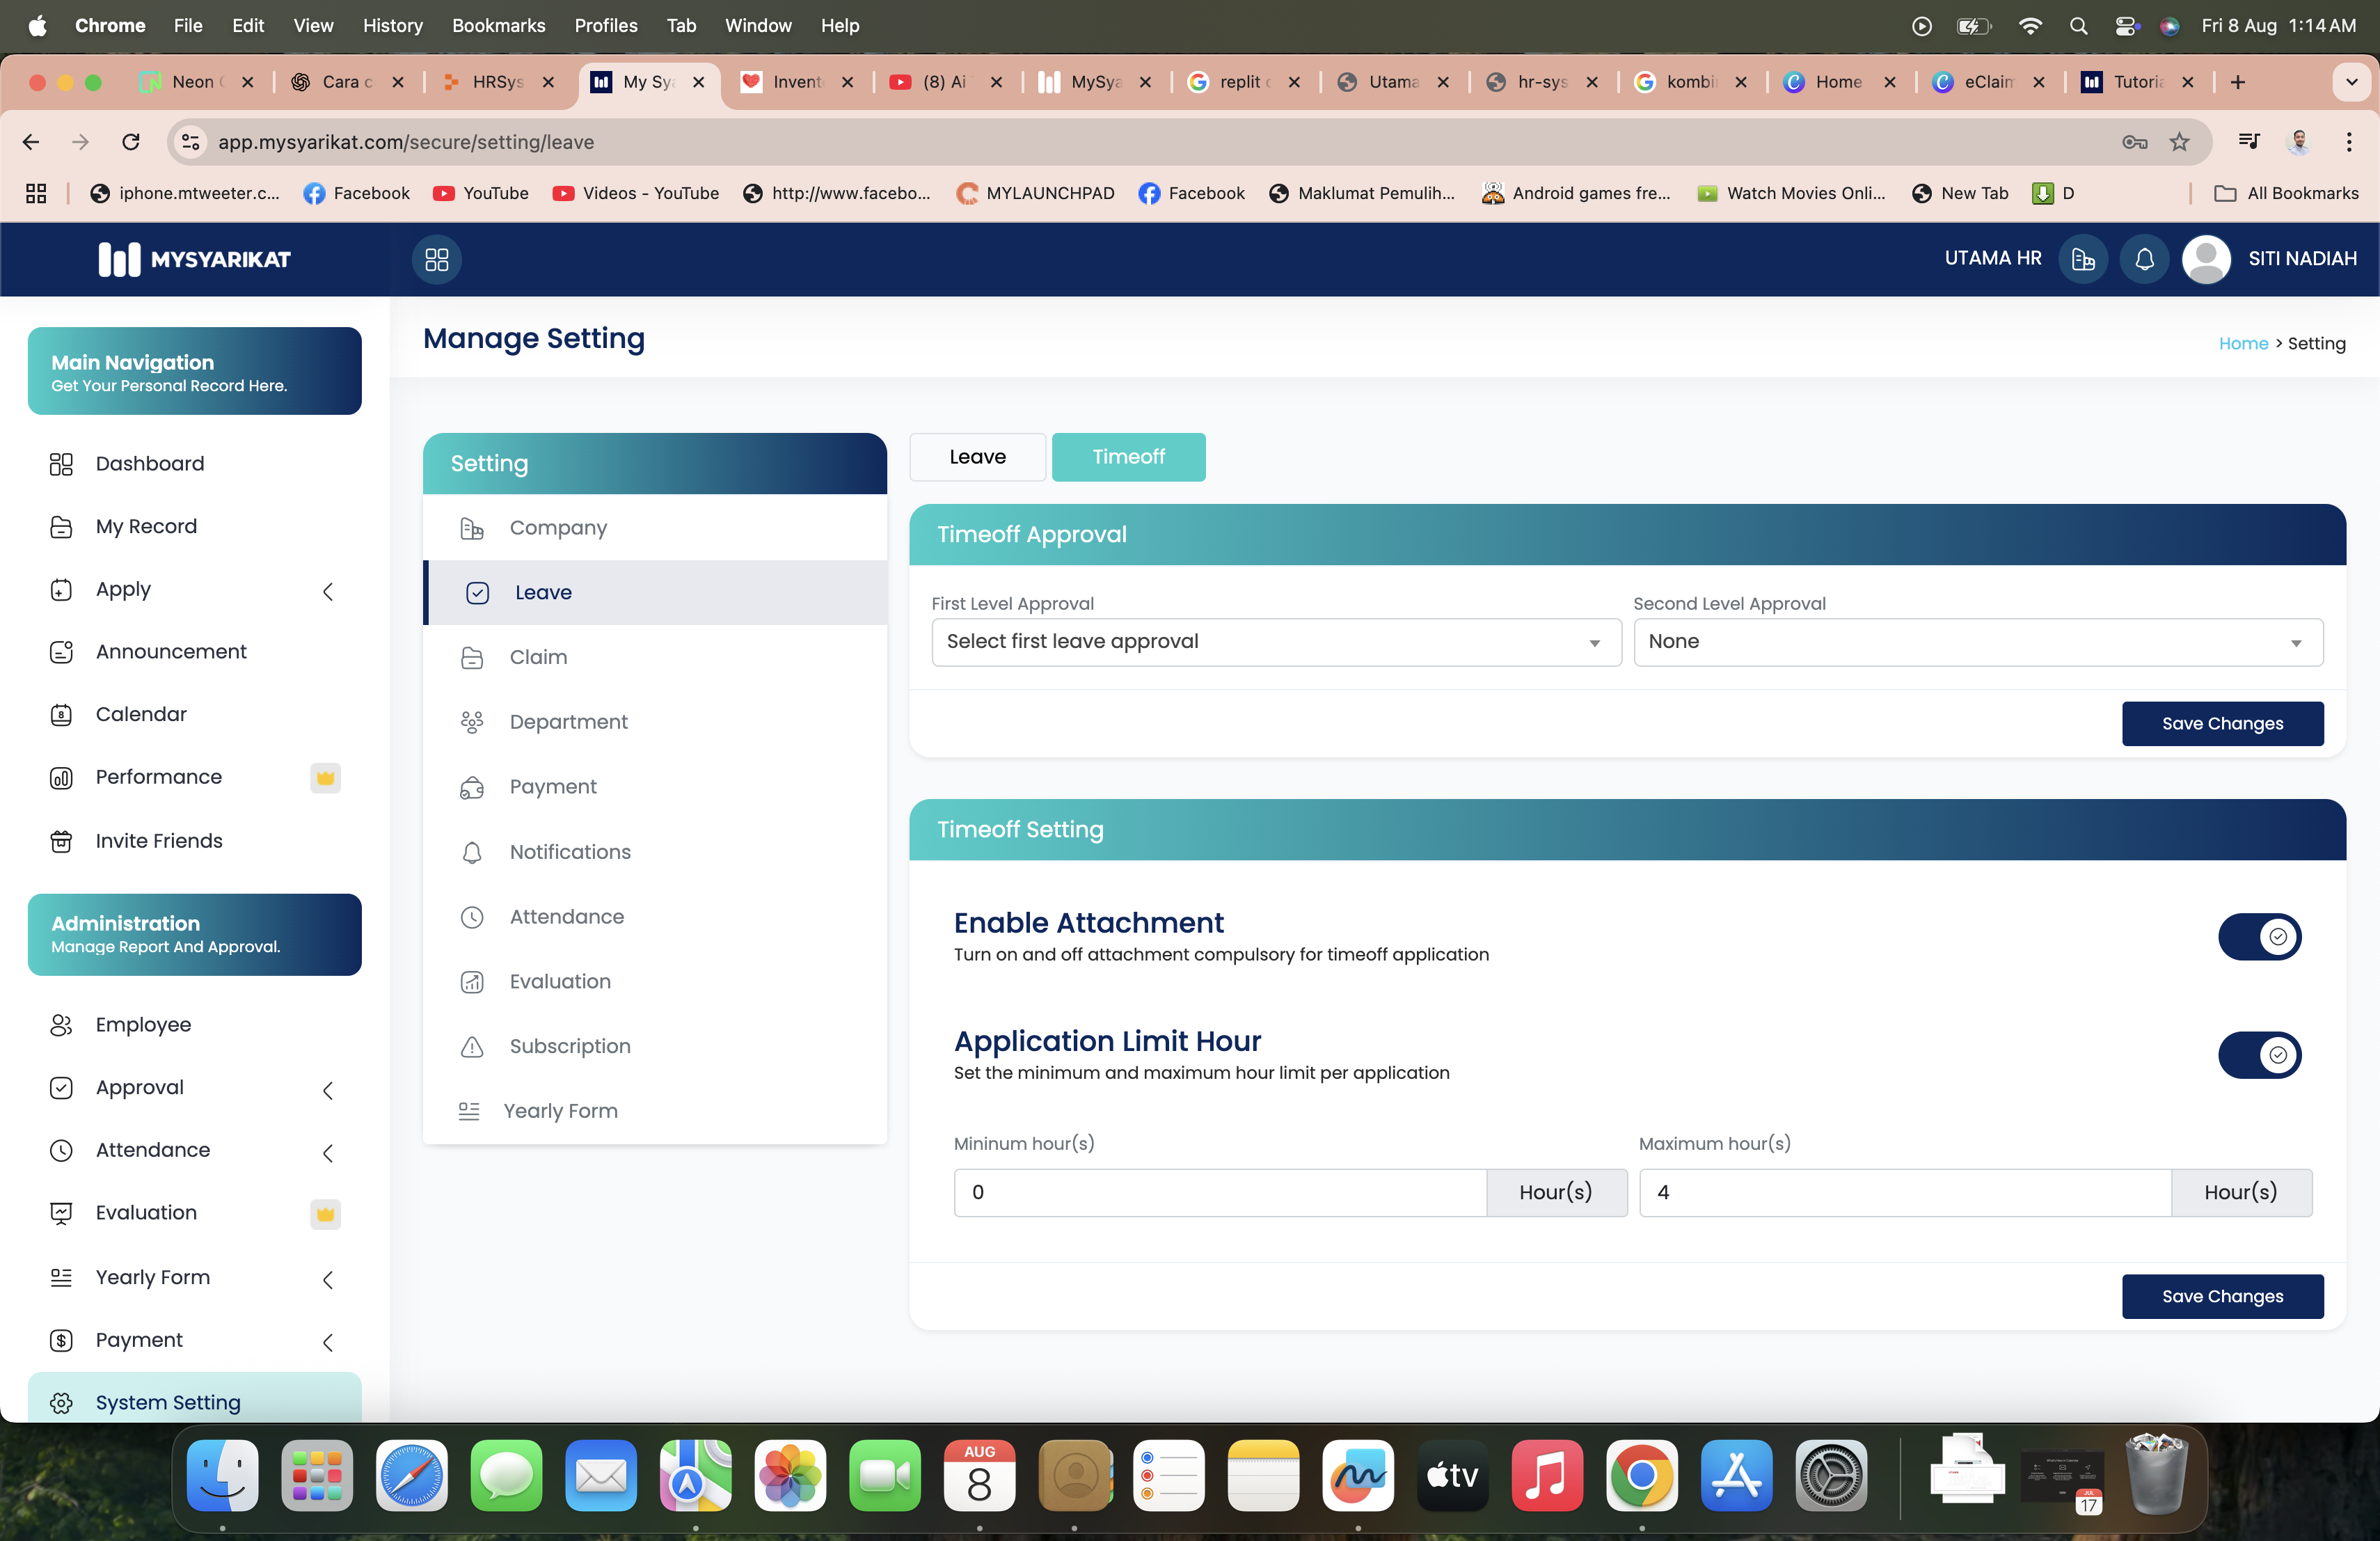 Chrome File Edit View History Bookmarks Profiles Tab Window Help Fri 8 Aug 1:14 AM
Neon Cara c HRSys My Sya Invent (8) Ai MySya replit Utama hr-sys kombi Home eClaim Tutoria
app.mysyarikat.com/secure/setting/leave
iphone.mtweeter.c... Facebook YouTube Videos - YouTube http://www.facebo... MYLAUNCHPAD Facebook Maklumat Pemulih... Android games fre... Watch Movies Onli... New Tab D All Bookmarks
MYSYARIKAT UTAMA HR SITI NADIAH
Manage Setting
Home > Setting
Main Navigation
Get Your Personal Record Here.
Dashboard
My Record
Apply
Announcement
Calendar
8
Performance
Invite Friends
Administration
Manage Report And Approval.
Employee
Approval
Attendance
Evaluation
Yearly Form
Payment
System Setting
Setting
Company
Leave
Claim
Department
Payment
Notifications
Attendance
Evaluation
Subscription
Yearly Form
Leave Timeoff
Timeoff Approval
First Level Approval Second Level Approval
Select first leave approval None
Save Changes
Timeoff Setting
Enable Attachment
Turn on and off attachment compulsory for timeoff application
Application Limit Hour
Set the minimum and maximum hour limit per application
Mininum hour(s) Maximum hour(s)
0 Hour(s) 4 Hour(s)
Save Changes
AUG
8
tv
JUL
17